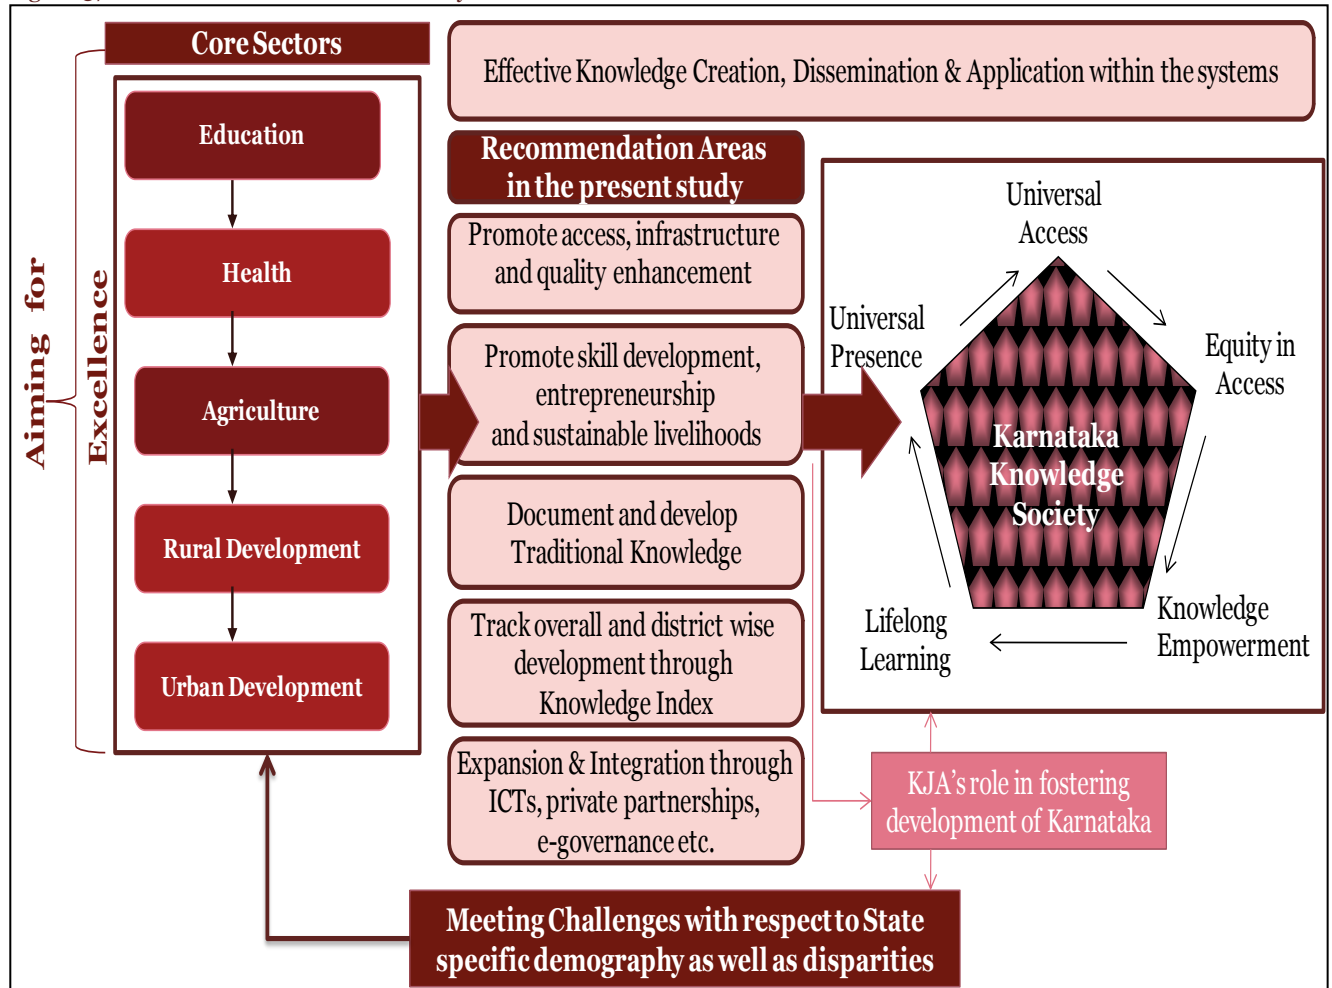 Core Sectors
Effective Knowledge Creation, Dissemination & Application within the systems
Aiming for
Excellence
Education
Health
Agriculture
Rural Development
Urban Development
Recommendation Areas
in the present study
Promote access, infrastructure
and quality enhancement
Promote skill development,
entrepreneurship
and sustainable livelihoods
Document and develop
Traditional Knowledge
Track overall and district wise
development through
Knowledge Index
Expansion & Integration through
ICTs, private partnerships,
e-governance etc.
Universal
Access
Universal
Presence
Equity in
Access
Karnataka
Knowledge
Society
Lifelong
Learning
Knowledge
Empowerment
KJA's role in fostering
development of Karnataka
Meeting Challenges with respect to State
specific demography as well as disparities